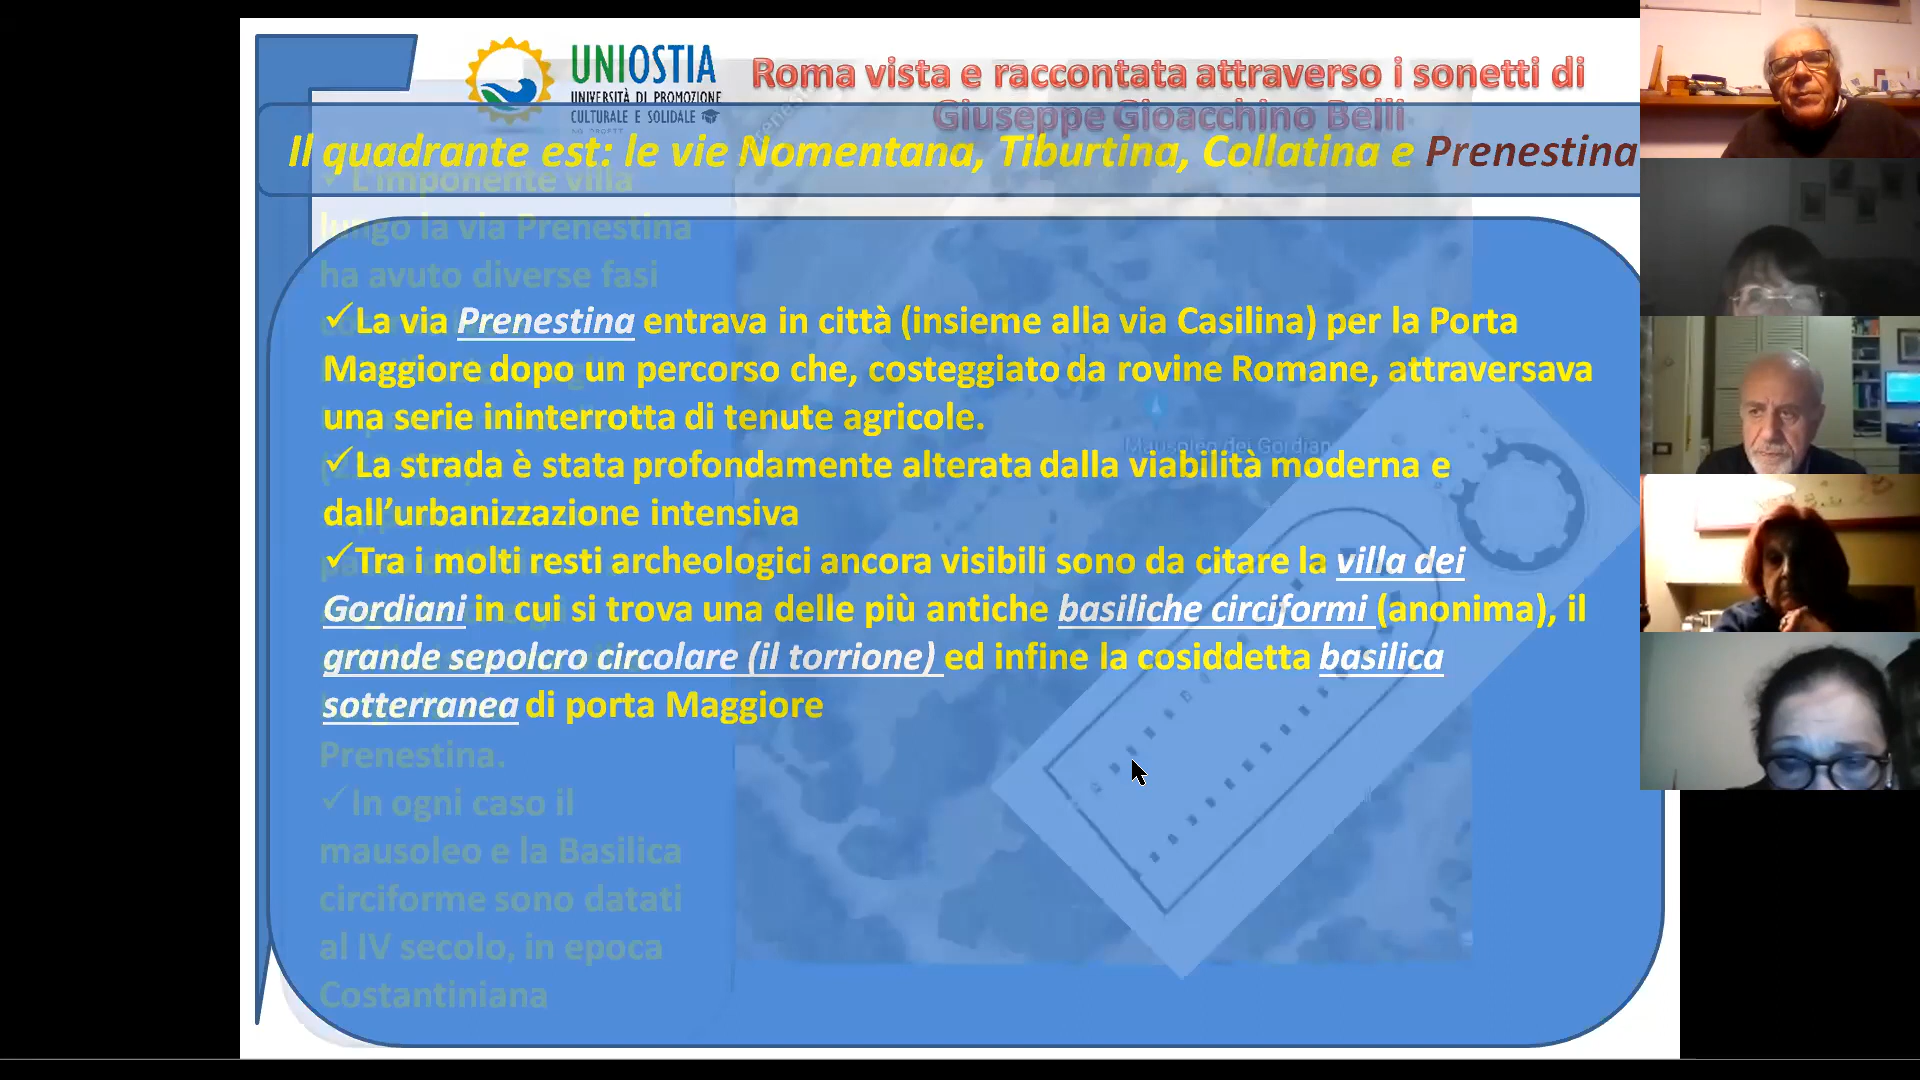 UNIOSTIA
UNIVERSITÀ DI PROMOZIONE
CULTURALE E SOLIDALE
Roma vista e raccontata attraverso i sonetti di
Giuseppe Gioacchino Belli
Il quadrante est: le vie Nomentana, Tiburtina, Collatina e Prenestina
✓ L'imponente villa
lungo la via Prenestina
ha avuto diverse fasi
✓La via Prenestina entrava in città (insieme alla via Casilina) per la Porta
Maggiore dopo un percorso che, costeggiato da rovine Romane, attraversava
una serie ininterrotta di tenute agricole.
Mausoleo dei Gordiani
✓La strada è stata profondamente alterata dalla viabilità moderna e
dall'urbanizzazione intensiva
✓Tra i molti resti archeologici ancora visibili sono da citare la villa dei
Gordiani in cui si trova una delle più antiche basiliche circiformi (anonima), il
grande sepolcro circolare (il torrione) ed infine la cosiddetta basilica
sotterranea di porta Maggiore
Prenestina.
✓In ogni caso il
mausoleo e la Basilica
circiforme sono datati
al IV secolo, in epoca
Costantiniana